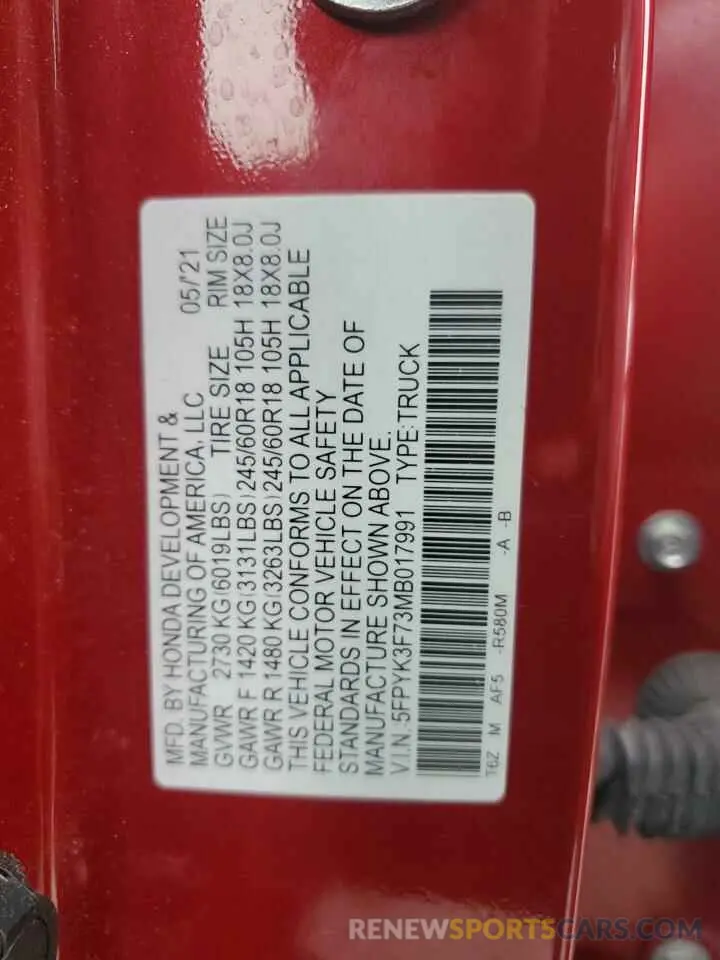 MFD. BY HONDA DEVELOPMENT &
MANUFACTURING OF AMERICA, LLC 05/'21
GVWR 2730 KG(6019LBS) TIRE SIZE RIM SIZE
GAWR F 1420 KG(3131LBS)245/60R18 105H 18X8.0J
GAWR R 1480 KG(3263LBS)245/60R18 105H 18X8.0J
THIS VEHICLE CONFORMS TO ALL APPLICABLE
FEDERAL MOTOR VEHICLE SAFETY
STANDARDS IN EFFECT ON THE DATE OF
MANUFACTURE SHOWN ABOVE.
V.I.N. 5FPYK3F73MB017991 TYPE:TRUCK
T6Z M AF5 -R580M -A -B
RENEWSPORTSCARS.COM